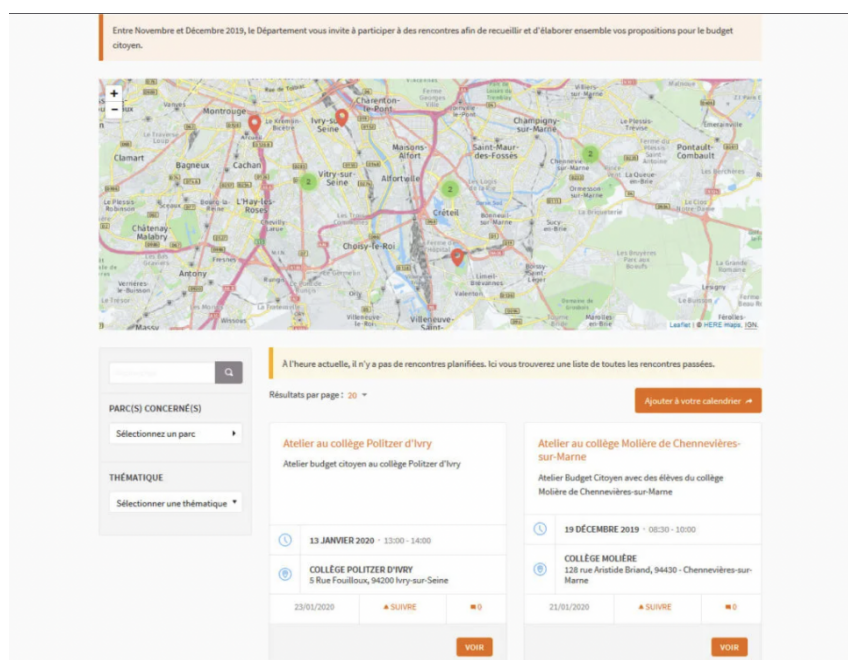 Entre Novembre et Décembre 2019, le Département vous invite à participer à des rencontres afin de recueillir et d'élaborer ensemble vos propositions pour le budget
citoyen.
+
-
Montrouge
Charenton-
le-Pont
Ivry-sur-
Seine
Champigny-
sur-Marne
Clamart
Bagneux
Cachan
Maisons-
Alfort
Saint-Maur-
des-Fossés
Pontault-
Combault
2
Vitry-sur-
Seine
Alfortville
2
2
L'Haÿ-les-
Roses
Créteil
Châtenay-
Malabry
Choisy-le-Roi
Antony
Fresnes
Orly
Valenton
Limeil-
Brévannes
Villeneuve-
Saint-
Massy
Wissous
Leaflet | © HERE Maps, IGN.
À l'heure actuelle, il n'y a pas de rencontres planifiées. Ici vous trouverez une liste de toutes les rencontres passées.
Résultats par page : 20
Ajouter à votre calendrier
PARC(S) CONCERNÉ(S)
Sélectionnez un parc
THÉMATIQUE
Sélectionner une thématique
Atelier au collège Politzer d'Ivry
Atelier budget citoyen au collège Politzer d'Ivry
13 JANVIER 2020 - 13:00 - 14:00
COLLÈGE POLITZER D'IVRY
5 Rue Fouilloux, 94200 Ivry-sur-Seine
23/01/2020 SUIVRE 0
VOIR
Atelier au collège Molière de Chennevières-
sur-Marne
Atelier Budget Citoyen avec des élèves du collège
Molière de Chennevières-sur-Marne
19 DÉCEMBRE 2019 - 08:30 - 10:00
COLLÈGE MOLIÈRE
128 rue Aristide Briand, 94430 - Chennevières-sur-
Marne
21/01/2020 SUIVRE 0
VOIR